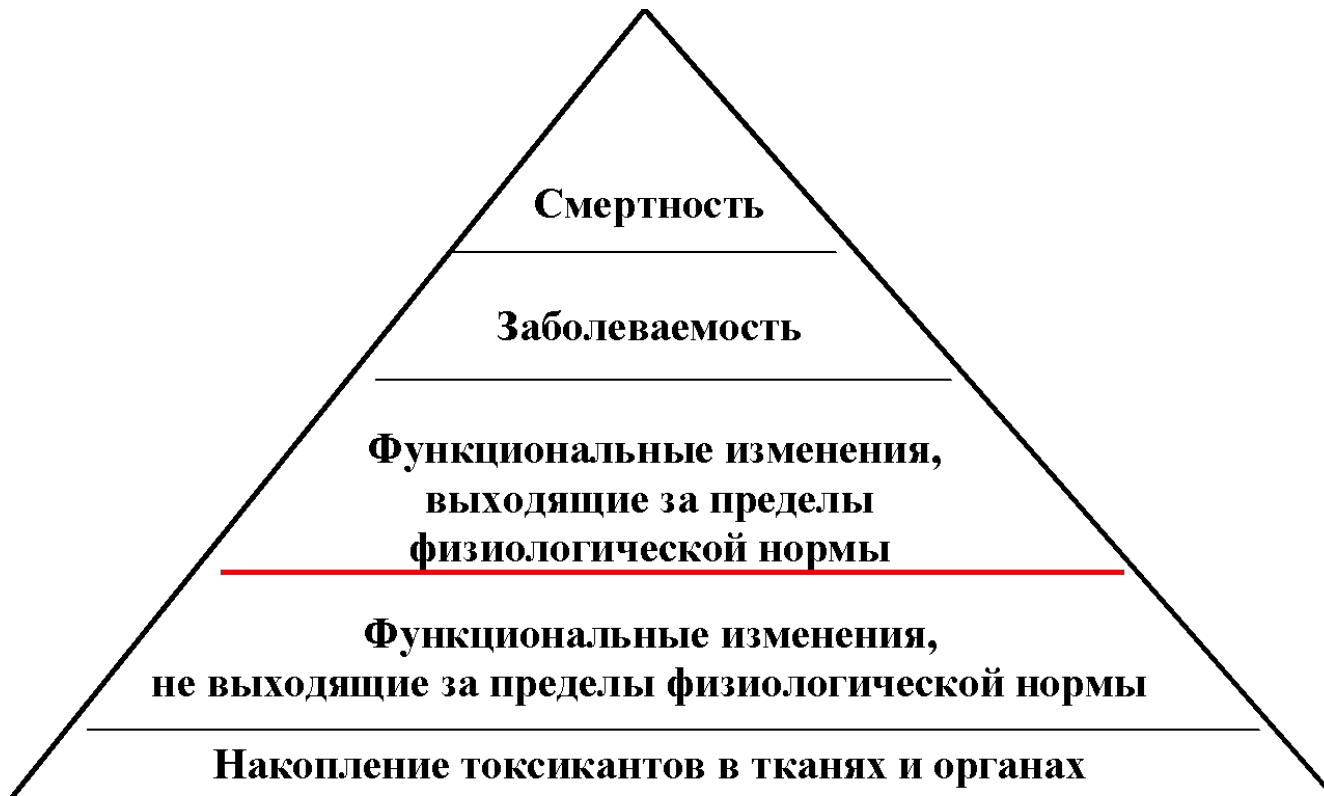 Смертность
Заболеваемость
Функциональные изменения,
выходящие за пределы
физиологической нормы
Функциональные изменения,
не выходящие за пределы физиологической нормы
Накопление токсикантов в тканях и органах